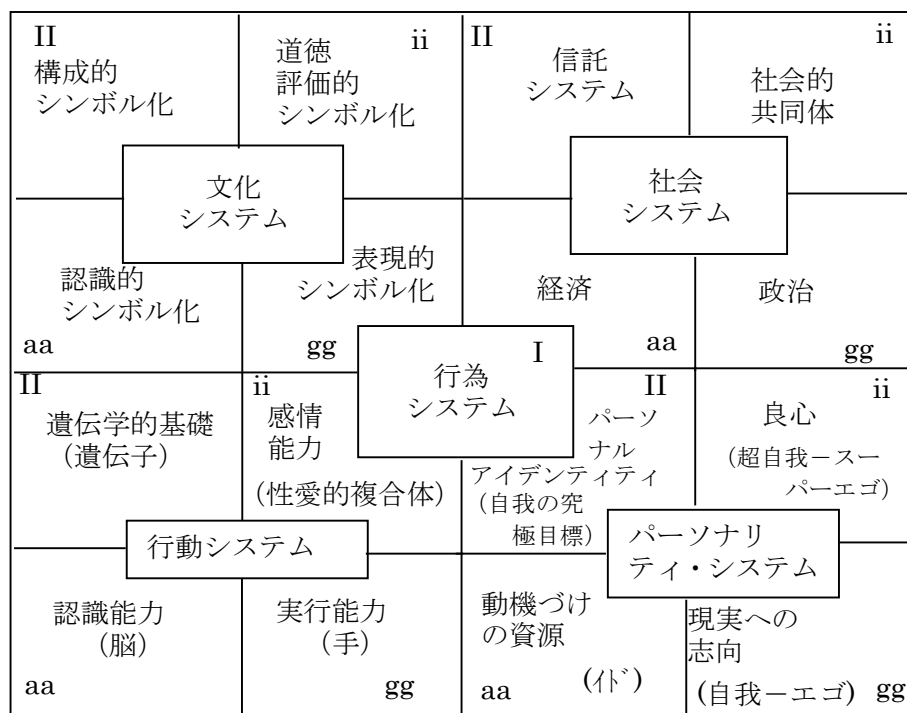 II
構成的
シンボル化
ii
道徳
評価的
シンボル化
文化
システム
認識的
シンボル化
aa
表現的
シンボル化
gg
II
信託
システム
ii
社会的
共同体
社会
システム
経済
aa
政治
gg
I
行為
システム
II
遺伝学的基礎
(遺伝子)
ii
感情
能力
(性愛的複合体)
行動システム
認識能力
(脳)
aa
実行能力
(手)
gg
II
パーソ
ナル
アイデンティティ
(自我の究
極目標)
ii
良心
(超自我－スー
パーエゴ)
パーソナリ
ティ・システム
動機づけ
の資源
(ｲﾄﾞ)
aa
現実への
志向
(自我－エゴ)
gg